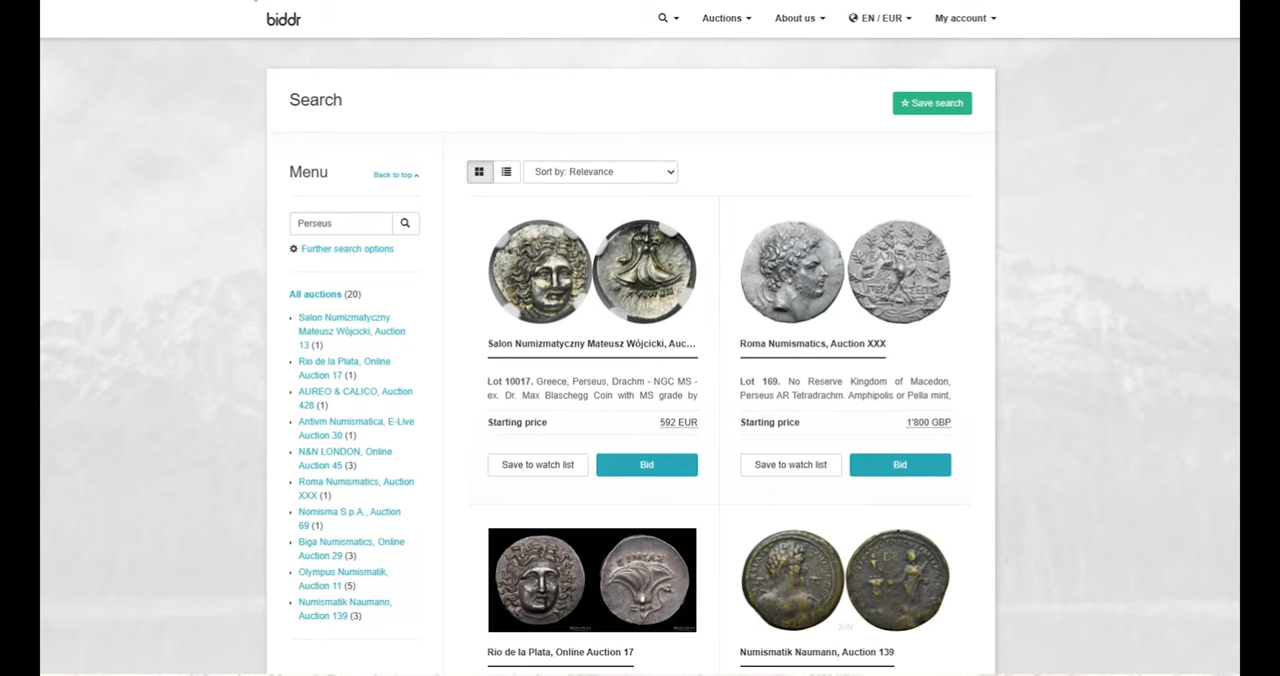 biddr
Auctions
About us
EN / EUR
My account
Search
Save search
Menu
Back to top
Perseus
Further search options
All auctions (20)
Salon Numizmatyczny
Mateusz Wójcicki, Auction
13 (1)
Rio de la Plata, Online
Auction 17 (1)
AUREO & CALICO, Auction
428 (1)
Antivm Numismatica, E-Live
Auction 30 (1)
N&N LONDON, Online
Auction 45 (3)
Roma Numismatics, Auction
XXX (1)
Nomisma S.p.A., Auction
69 (1)
Biga Numismatics, Online
Auction 29 (3)
Olympus Numismatik,
Auction 11 (5)
Numismatik Naumann,
Auction 139 (3)
Sort by: Relevance
Salon Numizmatyczny Mateusz Wójcicki, Auc...
Lot 10017. Greece, Perseus, Drachm - NGC MS -
ex. Dr. Max Blaschegg Coin with MS grade by
Starting price 592 EUR
Save to watch list Bid
Roma Numismatics, Auction XXX
Lot 169. No Reserve Kingdom of Macedon,
Perseus AR Tetradrachm. Amphipolis or Pella mint,
Starting price 1'800 GBP
Save to watch list Bid
Rio de la Plata, Online Auction 17
Numismatik Naumann, Auction 139